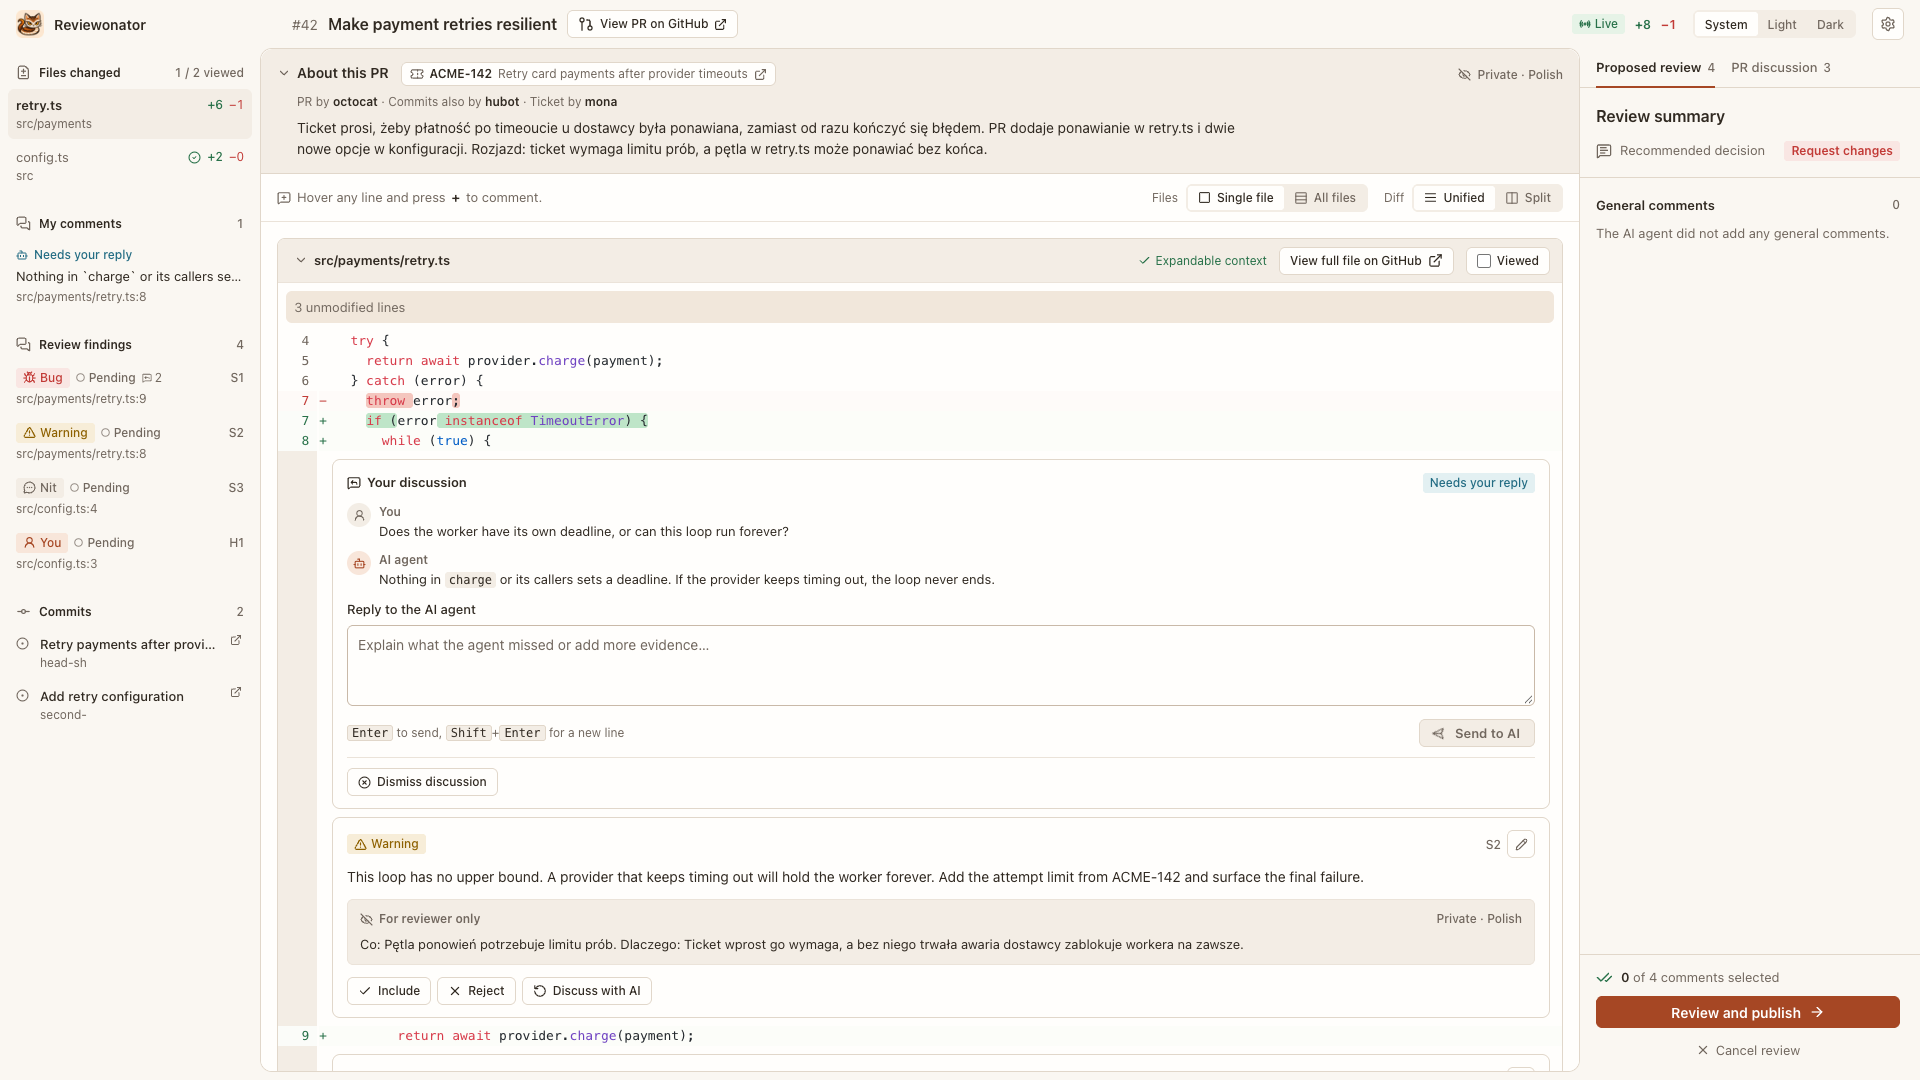 Reviewonator
#42 Make payment retries resilient View PR on GitHub
Live +8 −1 System Light Dark
Files changed 1 / 2 viewed
retry.ts +6 −1
src/payments
config.ts +2 −0
src
My comments 1
Needs your reply
Nothing in `charge` or its callers se...
src/payments/retry.ts:8
Review findings 4
Bug Pending 2 S1
src/payments/retry.ts:9
Warning Pending S2
src/payments/retry.ts:8
Nit Pending S3
src/config.ts:4
You Pending H1
src/config.ts:3
Commits 2
Retry payments after provi...
head-sh
Add retry configuration
second-
About this PR ACME-142 Retry card payments after provider timeouts Private · Polish
PR by octocat · Commits also by hubot · Ticket by mona
Ticket prosi, żeby płatność po timeoucie u dostawcy była ponawiana, zamiast od razu kończyć się błędem. PR dodaje ponawianie w retry.ts i dwie
nowe opcje w konfiguracji. Rozjazd: ticket wymaga limitu prób, a pętla w retry.ts może ponawiać bez końca.
Hover any line and press + to comment. Files Single file All files Diff Unified Split
src/payments/retry.ts Expandable context View full file on GitHub Viewed
3 unmodified lines
4 try {
5 return await provider.charge(payment);
6 } catch (error) {
7 − throw error;
7 + if (error instanceof TimeoutError) {
8 + while (true) {
Your discussion Needs your reply
You
Does the worker have its own deadline, or can this loop run forever?
AI agent
Nothing in charge or its callers sets a deadline. If the provider keeps timing out, the loop never ends.
Reply to the AI agent
Explain what the agent missed or add more evidence...
Enter to send, Shift+Enter for a new line Send to AI
Dismiss discussion
Warning S2
This loop has no upper bound. A provider that keeps timing out will hold the worker forever. Add the attempt limit from ACME-142 and surface the final failure.
For reviewer only Private · Polish
Co: Pętla ponowień potrzebuje limitu prób. Dlaczego: Ticket wprost go wymaga, a bez niego trwała awaria dostawcy zablokuje workera na zawsze.
Include Reject Discuss with AI
9 + return await provider.charge(payment);
Proposed review 4 PR discussion 3
Review summary
Recommended decision Request changes
General comments 0
The AI agent did not add any general comments.
0 of 4 comments selected
Review and publish
Cancel review